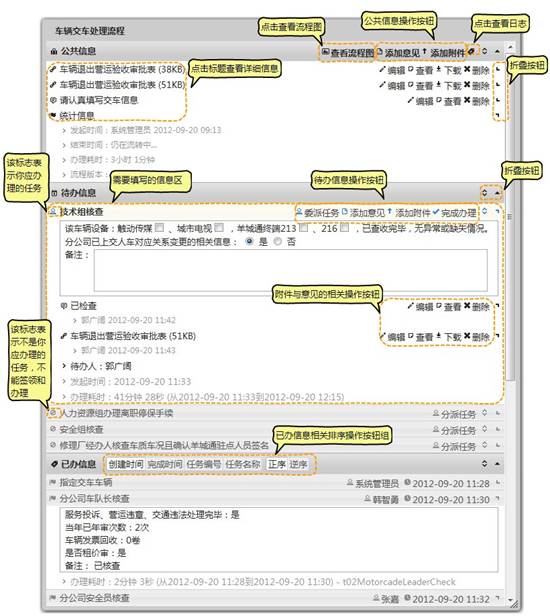 车辆交车处理流程
点击查看流程图
公共信息操作按钮
点击查看日志
公共信息
查看流程图 添加意见 添加附件
折叠按钮
车辆退出营运验收审批表 (38KB)
编辑 查看 下载 删除
点击标题查看详细信息
车辆退出营运验收审批表 (51KB)
编辑 查看 下载 删除
请认真填写交车信息
编辑 查看 删除
统计信息
发起时间：系统管理员 2012-09-20 09:13
结束时间：仍在流转中...
办理耗时：3小时 1分钟
流程版本：
该标志表示你应办理的任务
需要填写的信息区
待办信息操作按钮
折叠按钮
待办信息
技术组核查
委派任务 添加意见 添加附件 完成办理
该车辆设备：触动传媒 、城市电视 ，羊城通终端213 、216 ，已查收完毕，无异常或缺失情况。
分公司已上交人车对应关系变更的相关信息： 是 否
备注：
附件与意见的相关操作按钮
已检查
编辑 查看 删除
郭广阔 2012-09-20 11:42
车辆退出营运验收审批表 (51KB)
编辑 查看 下载 删除
郭广阔 2012-09-20 11:43
待办人：郭广阔
发起时间：2012-09-20 11:33
办理耗时：41分钟 28秒 (从2012-09-20 11:33到2012-09-20 12:15)
该标志表示不是你应办理的任务，不能签领和办理
人力资源组办理离职停保手续
分派任务
安全组核查
分派任务
修理厂经办人核查车质车况且确认羊城通驻点人员签名
分派任务
已办信息相关排序操作按钮组
已办信息
创建时间 完成时间 任务编号 任务名称 正序 逆序
指定交车车辆
系统管理员 2012-09-20 11:28
分公司车队长核查
韩智勇 2012-09-20 11:30
服务投诉、营运违章、交通违法处理完毕：是
当年已年审次数：2次
车辆发票回收：0卷
是否租价审：是
备注： 已核查
办理耗时：2分钟 3秒 (从2012-09-20 11:28到2012-09-20 11:30) - t02MotorcadeLeaderCheck
分公司安全员核查
张嘉 2012-09-20 11:32